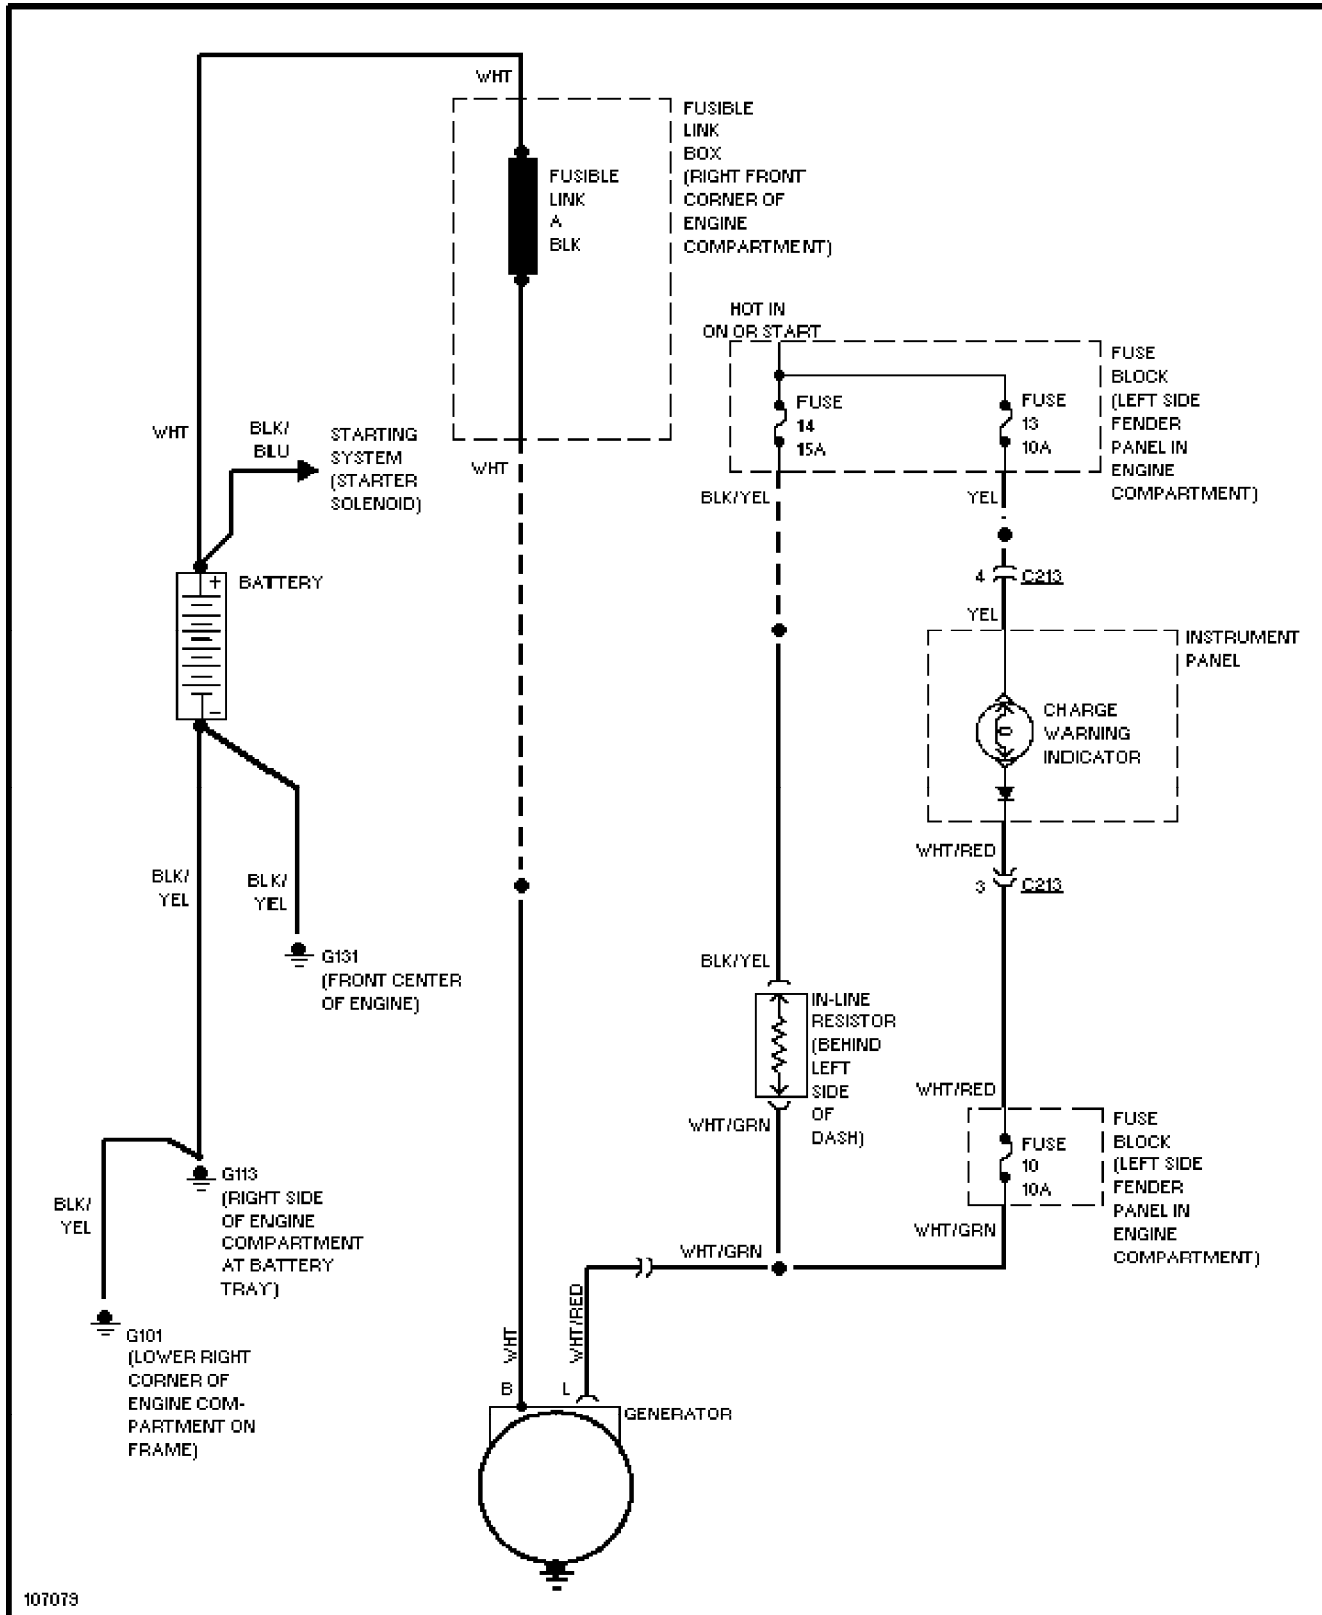 WHT
FUSIBLE
LINK
BOX
(RIGHT FRONT
CORNER OF
ENGINE
COMPARTMENT)
FUSIBLE
LINK
A
BLK
HOT IN
ON OR START
FUSE
BLOCK
(LEFT SIDE
FENDER
PANEL IN
ENGINE
COMPARTMENT)
FUSE
14
15A
FUSE
13
10A
WHT
BLK/
BLU
STARTING
SYSTEM
(STARTER
SOLENOID)
WHT
BLK/YEL
YEL
4
C213
YEL
+
BATTERY
-
INSTRUMENT
PANEL
CHARGE
WARNING
INDICATOR
WHT/RED
3
C213
BLK/
YEL
BLK/
YEL
G131
(FRONT CENTER
OF ENGINE)
BLK/YEL
IN-LINE
RESISTOR
(BEHIND
LEFT
SIDE
OF
DASH)
WHT/RED
WHT/GRN
FUSE
BLOCK
(LEFT SIDE
FENDER
PANEL IN
ENGINE
COMPARTMENT)
FUSE
10
10A
WHT/GRN
G113
(RIGHT SIDE
OF ENGINE
COMPARTMENT
AT BATTERY
TRAY)
BLK/
YEL
WHT/GRN
G101
(LOWER RIGHT
CORNER OF
ENGINE COM-
PARTMENT ON
FRAME)
WHT
WHT/RED
B
L
GENERATOR
107079